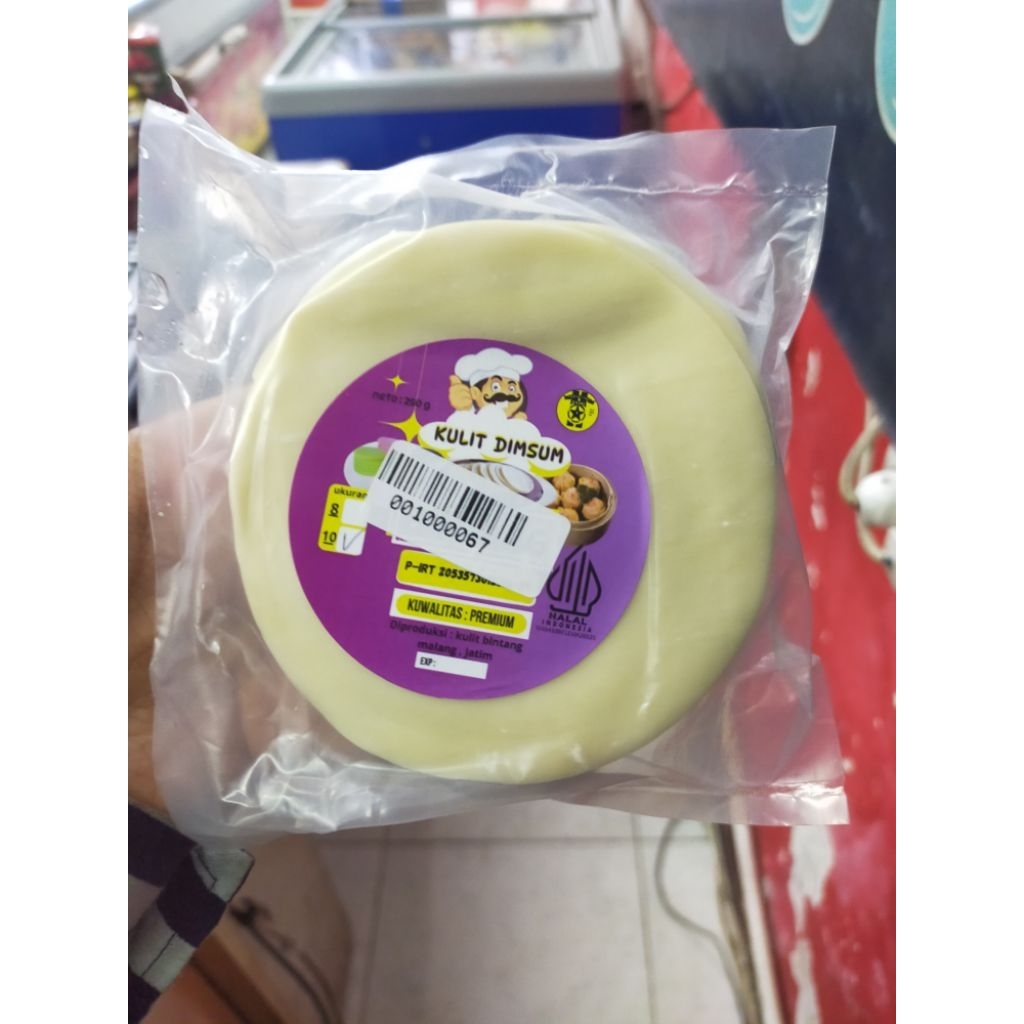 neto : 250 g
KULIT DIMSUM
ukuran
8
10
001000067
P-IRT
KUWALITAS : PREMIUM
Diproduksi : kulit bintang
malang , jatim
EXP:
HALAL
INDONESIA